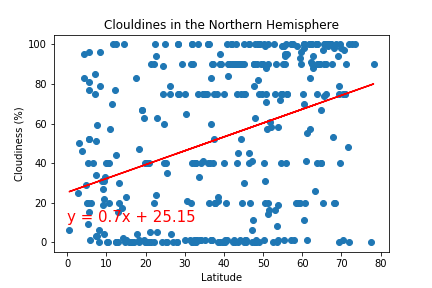 Clouldines in the Northern Hemisphere
100
80
60
40
20
0
Cloudiness (%)
y = 0.7x + 25.15
0 10 20 30 40 50 60 70 80
Latitude